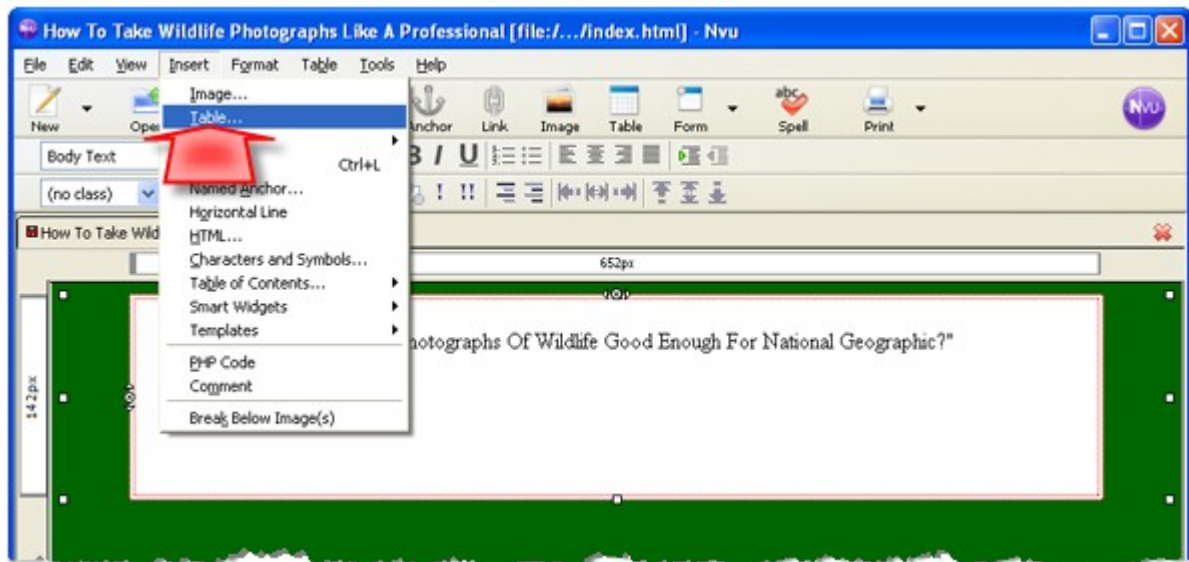 How To Take Wildlife Photographs Like A Professional [file:/.../index.html] - Nvu
File Edit View Insert Format Table Tools Help
New Anchor Link Image Table Form Spell Print
abc
Nvu
Image...
Table...
Ctrl+L
Named Anchor...
Horizontal Line
HTML...
Characters and Symbols...
Table of Contents...
Smart Widgets
Templates
PHP Code
Comment
Break Below Image(s)
Body Text
B I U
(no class)
! !!
How To Take
652px
Of Wildlife Good Enough For National Geographic?"
142px